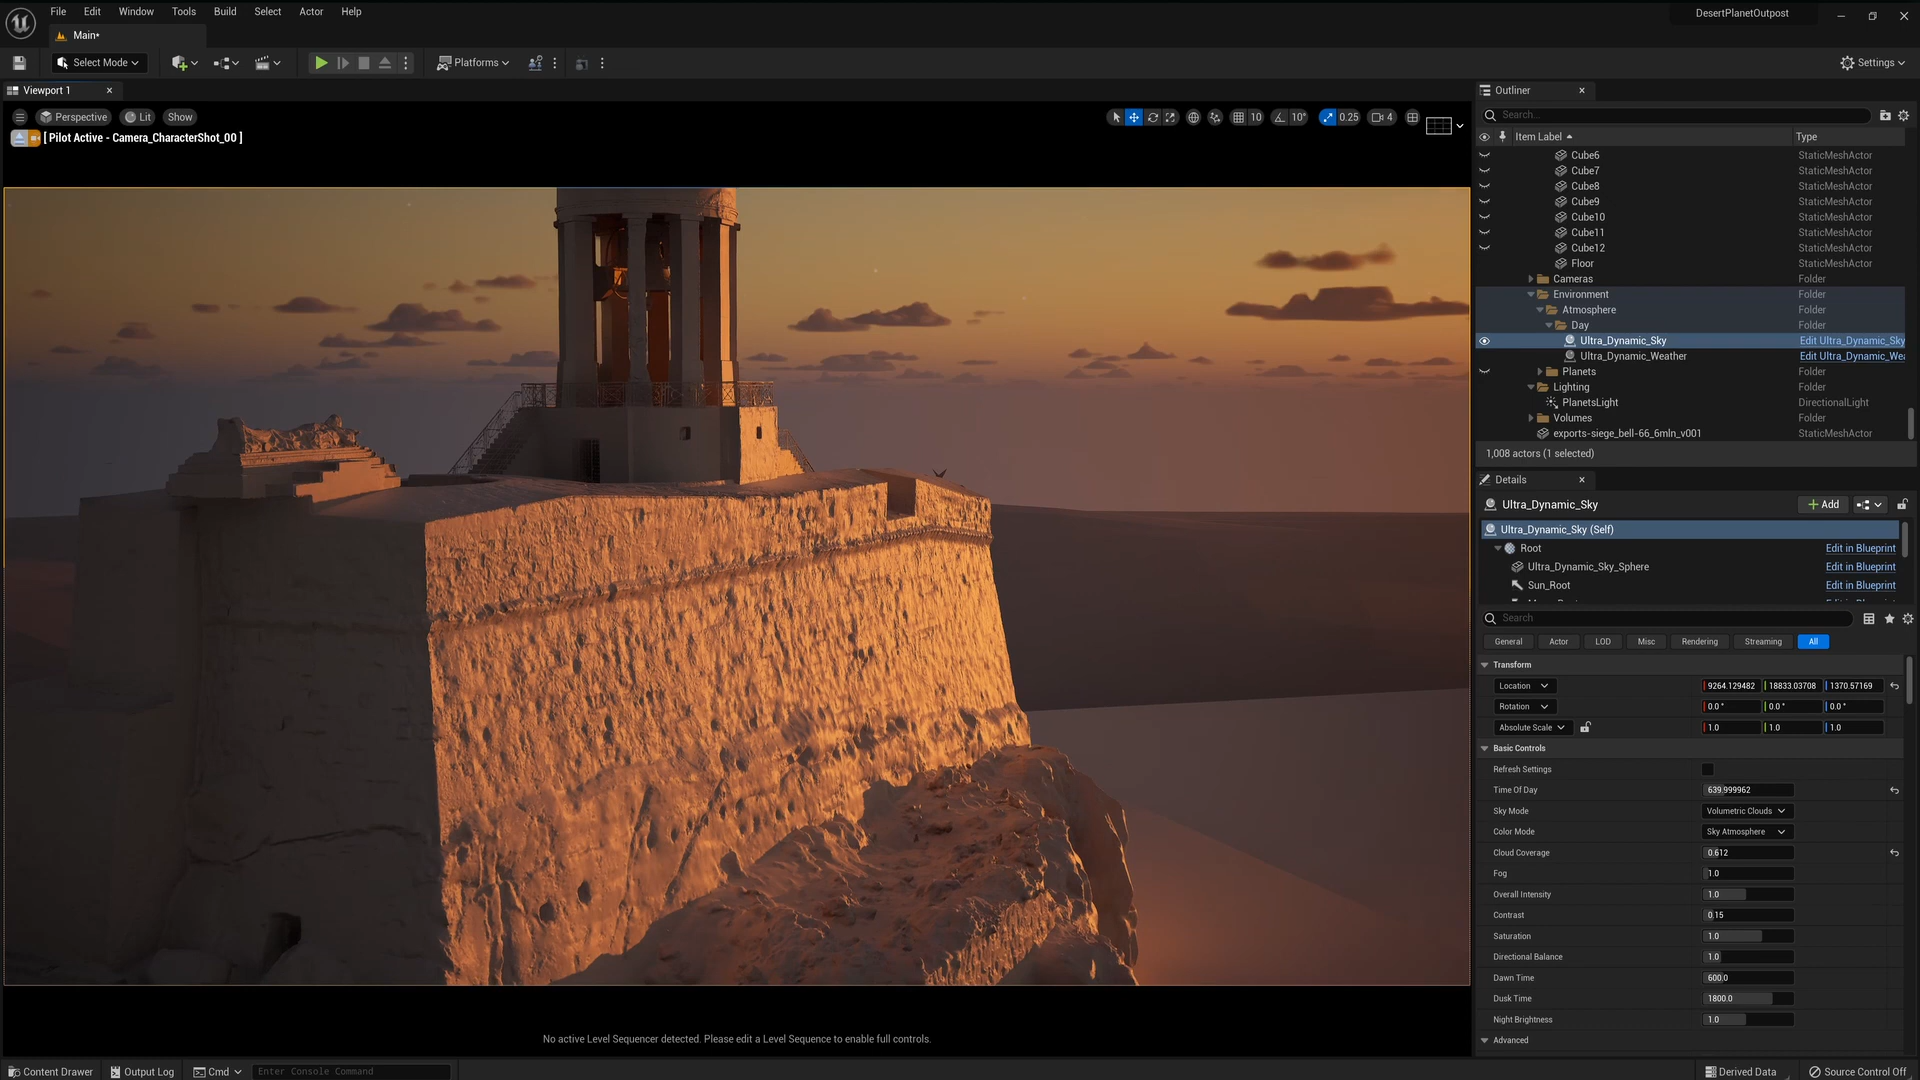 File Edit Window Tools Build Select Actor Help
DesertPlanetOutpost
Main*
Select Mode
Platforms
Settings
Viewport 1
Perspective Lit Show
10 10° 0.25 4
[ Pilot Active - Camera_CharacterShot_00 ]
No active Level Sequencer detected. Please edit a Level Sequence to enable full controls.
Outliner
Search...
Item Label Type
Cube6 StaticMeshActor
Cube7 StaticMeshActor
Cube8 StaticMeshActor
Cube9 StaticMeshActor
Cube10 StaticMeshActor
Cube11 StaticMeshActor
Cube12 StaticMeshActor
Floor StaticMeshActor
Cameras Folder
Environment Folder
Atmosphere Folder
Day Folder
Ultra_Dynamic_Sky Edit Ultra_Dynamic_Sky
Ultra_Dynamic_Weather Edit Ultra_Dynamic_Wea
Planets Folder
Lighting Folder
PlanetsLight DirectionalLight
Volumes Folder
exports-siege_bell-66_6mln_v001 StaticMeshActor
1,008 actors (1 selected)
Details
Ultra_Dynamic_Sky + Add
Ultra_Dynamic_Sky (Self)
Root Edit in Blueprint
Ultra_Dynamic_Sky_Sphere Edit in Blueprint
Sun_Root Edit in Blueprint
Search
General Actor LOD Misc Rendering Streaming All
Transform
Location 9264.129482 18833.03708 1370.57169
Rotation 0.0 ° 0.0 ° 0.0 °
Absolute Scale 1.0 1.0 1.0
Basic Controls
Refresh Settings
Time Of Day 639.999962
Sky Mode Volumetric Clouds
Color Mode Sky Atmosphere
Cloud Coverage 0.612
Fog 1.0
Overall Intensity 1.0
Contrast 0.15
Saturation 1.0
Directional Balance 1.0
Dawn Time 600.0
Dusk Time 1800.0
Night Brightness 1.0
Advanced
Content Drawer Output Log Cmd Enter Console Command Derived Data Source Control Off